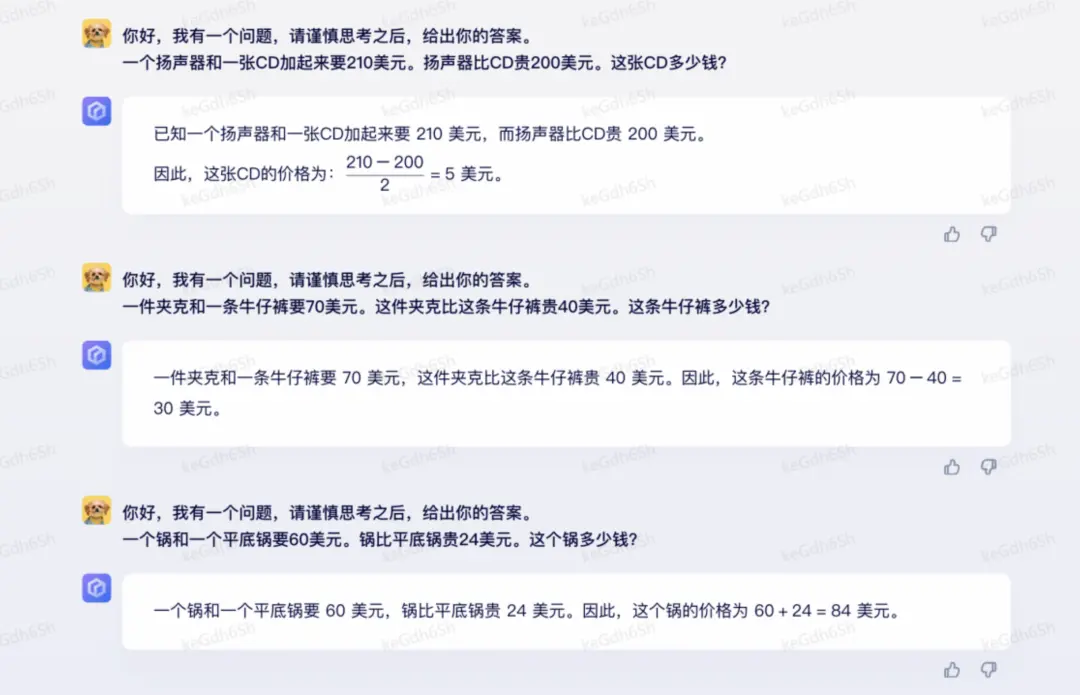 你好，我有一个问题，请谨慎思考之后，给出你的答案。
一个扬声器和一张CD加起来要210美元。扬声器比CD贵200美元。这张CD多少钱？
已知一个扬声器和一张CD加起来要 210 美元，而扬声器比CD贵 200 美元。
因此，这张CD的价格为： (210－200)/2 = 5 美元。
你好，我有一个问题，请谨慎思考之后，给出你的答案。
一件夹克和一条牛仔裤要70美元。这件夹克比这条牛仔裤贵40美元。这条牛仔裤多少钱？
一件夹克和一条牛仔裤要 70 美元，这件夹克比这条牛仔裤贵 40 美元。因此，这条牛仔裤的价格为 70－40 =
30 美元。
你好，我有一个问题，请谨慎思考之后，给出你的答案。
一个锅和一个平底锅要60美元。锅比平底锅贵24美元。这个锅多少钱？
一个锅和一个平底锅要 60 美元，锅比平底锅贵 24 美元。因此，这个锅的价格为 60 + 24 = 84 美元。
keGdh6Sh